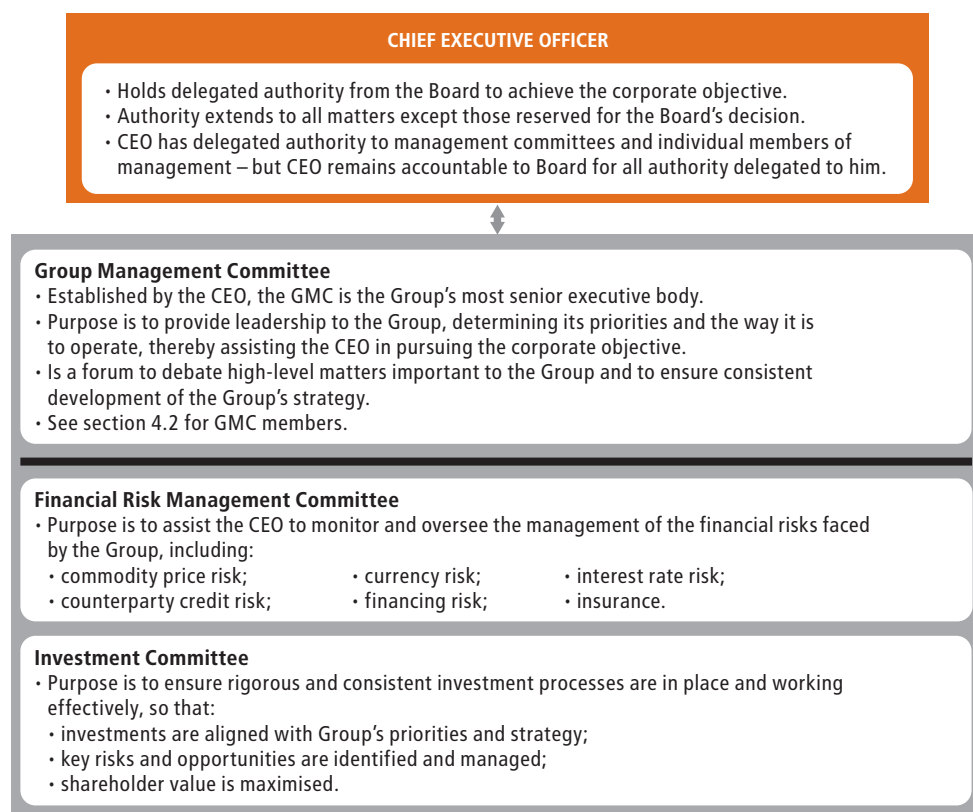 CHIEF EXECUTIVE OFFICER
· Holds delegated authority from the Board to achieve the corporate objective.
· Authority extends to all matters except those reserved for the Board’s decision.
· CEO has delegated authority to management committees and individual members of
management – but CEO remains accountable to Board for all authority delegated to him.
Group Management Committee
· Established by the CEO, the GMC is the Group’s most senior executive body.
· Purpose is to provide leadership to the Group, determining its priorities and the way it is
to operate, thereby assisting the CEO in pursuing the corporate objective.
· Is a forum to debate high-level matters important to the Group and to ensure consistent
development of the Group’s strategy.
· See section 4.2 for GMC members.
Financial Risk Management Committee
· Purpose is to assist the CEO to monitor and oversee the management of the financial risks faced
by the Group, including:
· commodity price risk; · currency risk; · interest rate risk;
· counterparty credit risk; · financing risk; · insurance.
Investment Committee
· Purpose is to ensure rigorous and consistent investment processes are in place and working
effectively, so that:
· investments are aligned with Group’s priorities and strategy;
· key risks and opportunities are identified and managed;
· shareholder value is maximised.